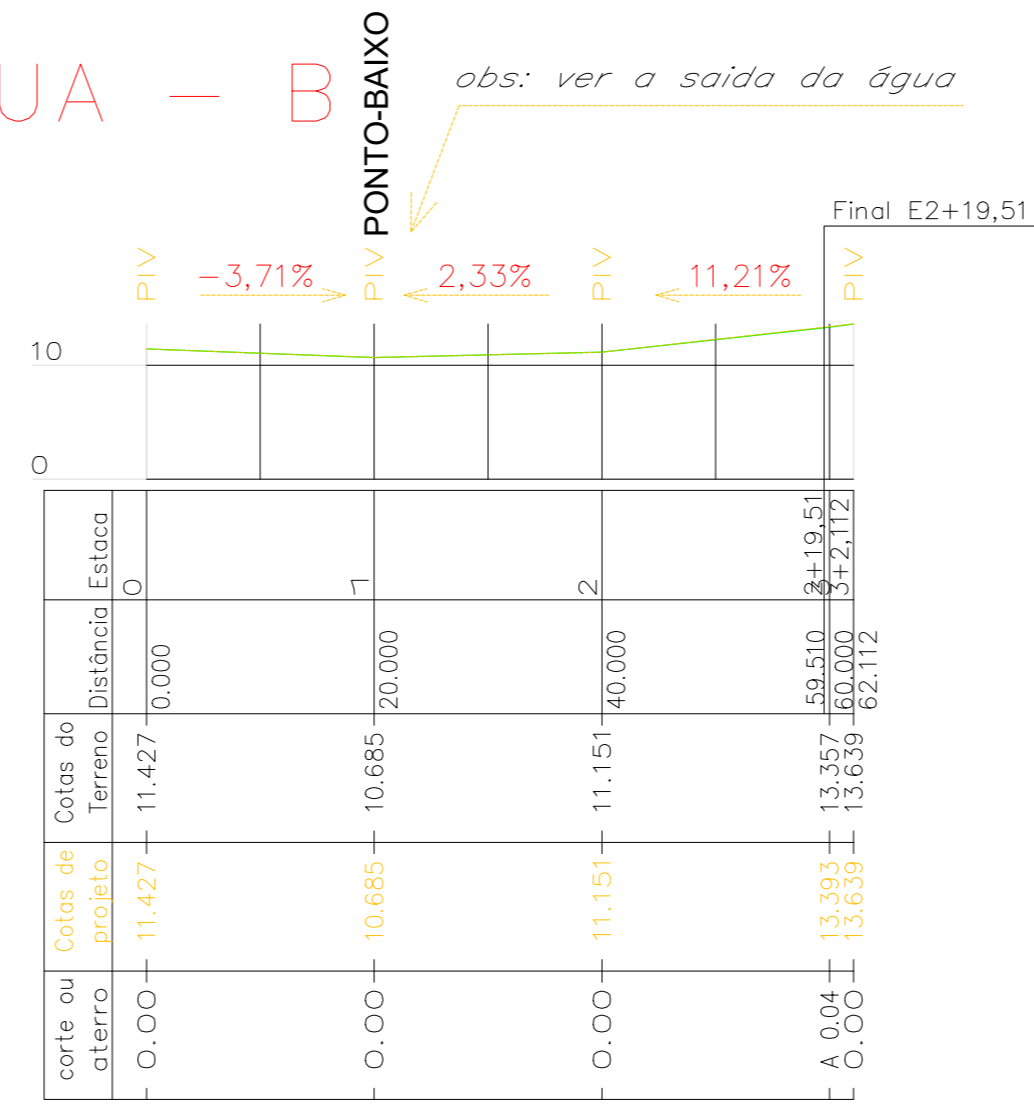 UA - B
PONTO-BAIXO
obs: ver a saida da água
Final E2+19,51
PIV -3,71% PIV 2,33% PIV 11,21% PIV
10
0
Estaca 0 1 2 2+19,51 3 3+2,112
Distância 0.000 20.000 40.000 59.510 60.000 62.112
Cotas do Terreno 11.427 10.685 11.151 13.357 13.639
Cotas de projeto 11.427 10.685 11.151 13.393 13.639
corte ou aterro 0.00 0.00 0.00 A 0.04 0.00